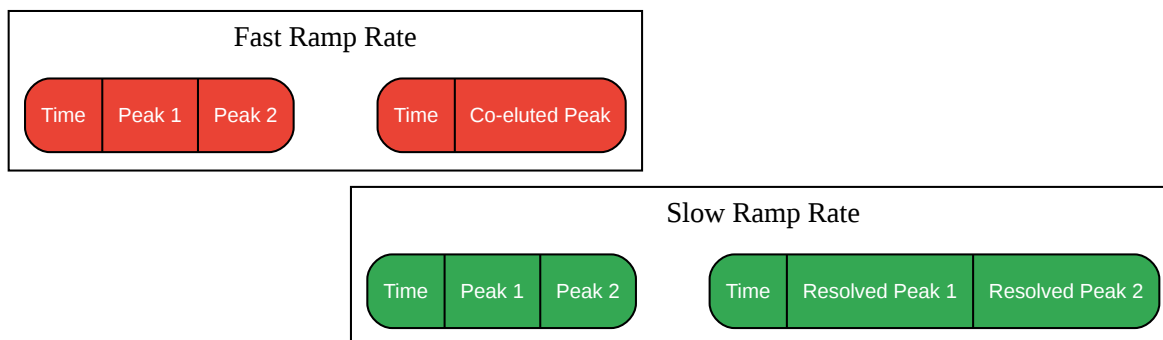 Fast Ramp Rate
Time Peak 1 Peak 2
Time Co-eluted Peak
Slow Ramp Rate
Time Peak 1 Peak 2
Time Resolved Peak 1 Resolved Peak 2